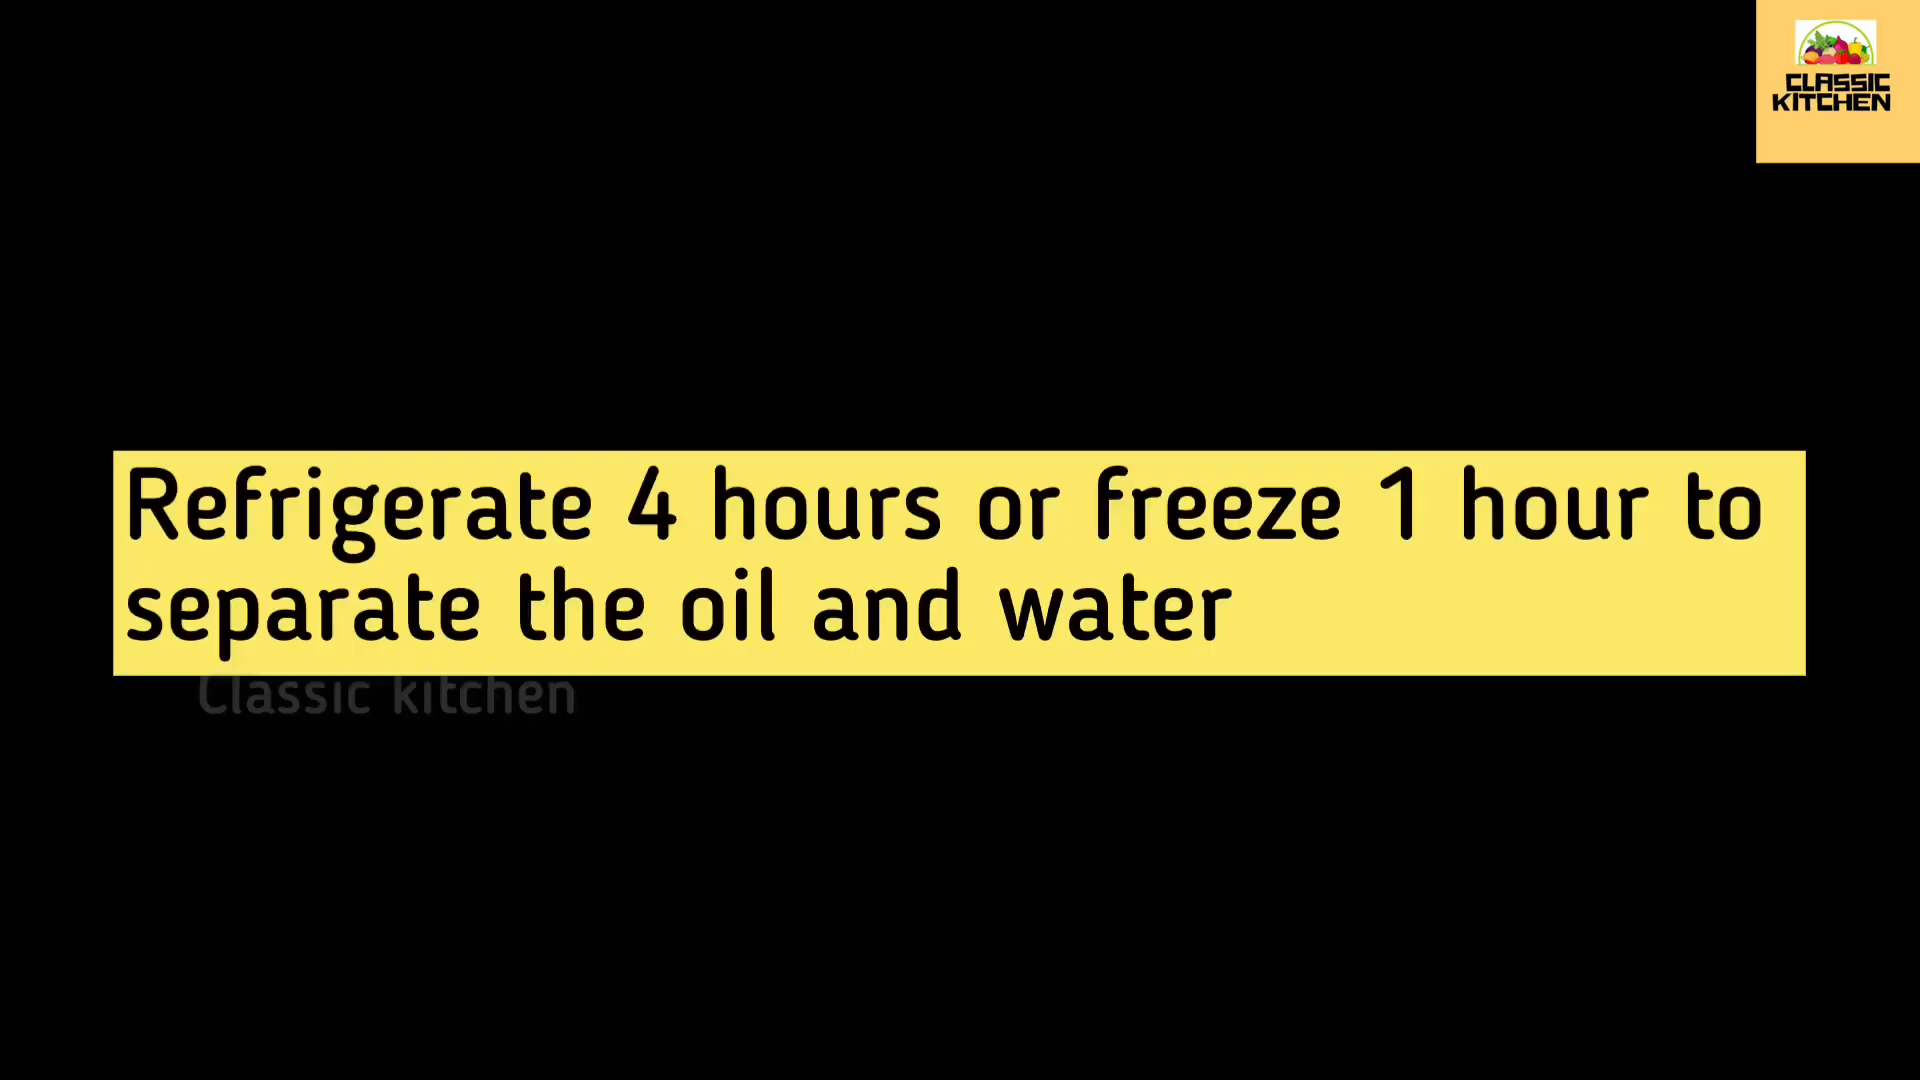 CLASSIC
KITCHEN
Refrigerate 4 hours or freeze 1 hour to
separate the oil and water
Classic kitchen